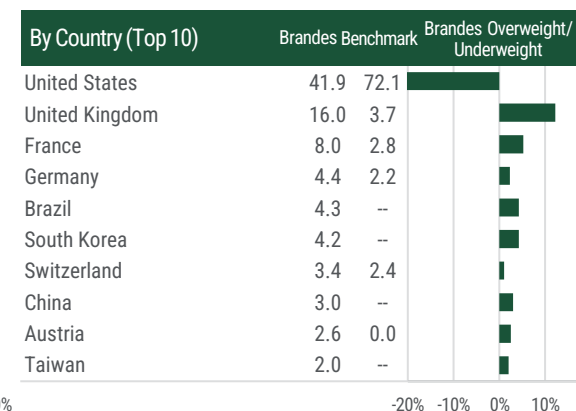 By Country (Top 10) Brandes Benchmark Brandes Overweight/
Underweight
United States 41.9 72.1
United Kingdom 16.0 3.7
France 8.0 2.8
Germany 4.4 2.2
Brazil 4.3 --
South Korea 4.2 --
Switzerland 3.4 2.4
China 3.0 --
Austria 2.6 0.0
Taiwan 2.0 --
-20% -10% 0% 10%